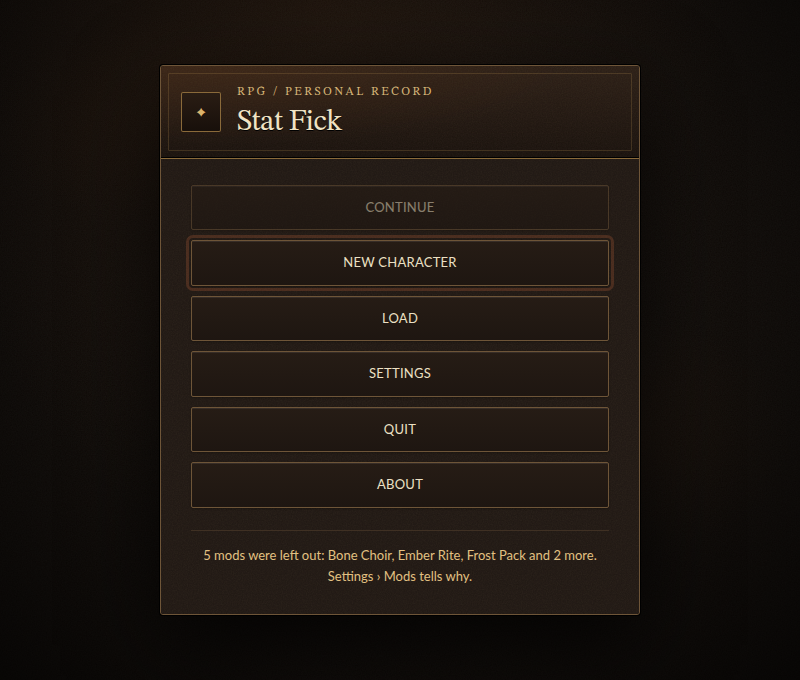 RPG / PERSONAL RECORD
Stat Fick
CONTINUE
NEW CHARACTER
LOAD
SETTINGS
QUIT
ABOUT
5 mods were left out: Bone Choir, Ember Rite, Frost Pack and 2 more.
Settings › Mods tells why.